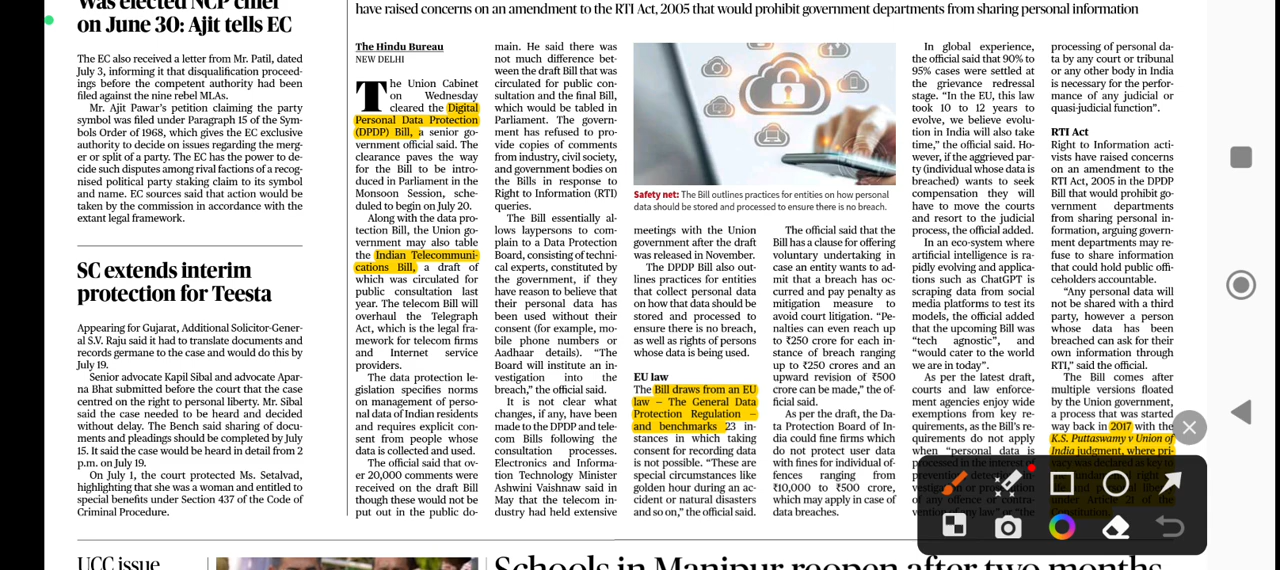 Was elected NCP chief
on June 30: Ajit tells EC
The EC also received a letter from Mr. Patil, dated
July 3, informing it that disqualification proceed-
ings before the competent authority had been
filed against the nine rebel MLAs.
Mr. Ajit Pawar's petition claiming the party
symbol was filed under Paragraph 15 of the Sym-
bols Order of 1968, which gives the EC exclusive
authority to decide on issues regarding the merg-
er or split of a party. The EC has the power to de-
cide such disputes among rival factions of a recog-
nised political party staking claim to its symbol
and name. EC sources said that action would be
taken by the commission in accordance with the
extant legal framework.
SC extends interim
protection for Teesta
Appearing for Gujarat, Additional Solicitor-Gener-
al S.V. Raju said it had to translate documents and
records germane to the case and would do this by
July 19.
Senior advocate Kapil Sibal and advocate Apar-
na Bhat submitted before the court that the case
centred on the right to personal liberty. Mr. Sibal
said the case needed to be heard and decided
without delay. The Bench said sharing of docu-
ments and pleadings should be completed by July
15. It said the case would be heard in detail from 2
p.m. on July 19.
On July 1, the court protected Ms. Setalvad,
highlighting that she was a woman and entitled to
special benefits under Section 437 of the Code of
Criminal Procedure.
UCC issue
have raised concerns on an amendment to the RTI Act, 2005 that would prohibit government departments from sharing personal information
The Hindu Bureau
NEW DELHI
The Union Cabinet
on Wednesday
cleared the Digital
Personal Data Protection
(DPDP) Bill, a senior go-
vernment official said. The
clearance paves the way
for the Bill to be intro-
duced in Parliament in the
Monsoon Session, sche-
duled to begin on July 20.
Along with the data pro-
tection Bill, the Union go-
vernment may also table
the Indian Telecommuni-
cations Bill, a draft of
which was circulated for
public consultation last
year. The telecom Bill will
overhaul the Telegraph
Act, which is the legal fra-
mework for telecom firms
and Internet service
providers.
The data protection le-
gislation specifies norms
on management of perso-
nal data of Indian residents
and requires explicit con-
sent from people whose
data is collected and used.
The official said that ov-
er 20,000 comments were
received on the draft Bill
though these would not be
put out in the public do-
main. He said there was
not much difference bet-
ween the draft Bill that was
circulated for public con-
sultation and the final Bill,
which would be tabled in
Parliament. The govern-
ment has refused to pro-
vide copies of comments
from industry, civil society,
and government bodies on
the Bills in response to
Right to Information (RTI)
queries.
The Bill essentially al-
lows laypersons to com-
plain to a Data Protection
Board, consisting of techni-
cal experts, constituted by
the government, if they
have reason to believe that
their personal data has
been used without their
consent (for example, mo-
bile phone numbers or
Aadhaar details). “The
Board will institute an in-
vestigation into the
breach,” the official said.
It is not clear what
changes, if any, have been
made to the DPDP and tele-
com Bills following the
consultation processes.
Electronics and Informa-
tion Technology Minister
Ashwini Vaishnaw said in
May that the telecom in-
dustry had held extensive
Safety net: The Bill outlines practices for entities on how personal
data should be stored and processed to ensure there is no breach.
meetings with the Union
government after the draft
was released in November.
The DPDP Bill also out-
lines practices for entities
that collect personal data
on how that data should be
stored and processed to
ensure there is no breach,
as well as rights of persons
whose data is being used.
EU law
The Bill draws from an EU
law – The General Data
Protection Regulation –
and benchmarks 23 in-
stances in which taking
consent for recording data
is not possible. “These are
special circumstances like
golden hour during an ac-
cident or natural disasters
and so on,” the official said.
The official said that the
Bill has a clause for offering
voluntary undertaking in
case an entity wants to ad-
mit that a breach has oc-
curred and pay penalty as
mitigation measure to
avoid court litigation. “Pe-
nalties can even reach up
to ₹250 crore for each in-
stance of breach ranging
up to ₹250 crores and an
upward revision of ₹500
crore can be made,” the of-
ficial said.
As per the draft, the Da-
ta Protection Board of In-
dia could fine firms which
do not protect user data
with fines for individual of-
fences ranging from
₹10,000 to ₹500 crore,
which may apply in case of
data breaches.
In global experience,
the official said that 90% to
95% cases were settled at
the grievance redressal
stage. “In the EU, this law
took 10 to 12 years to
evolve, we believe evolu-
tion in India will also take
time,” the official said. Ho-
wever, if the aggrieved par-
ty (individual whose data is
breached) wants to seek
compensation they will
have to move the courts
and resort to the judicial
process, the official added.
In an eco-system where
artificial intelligence is ra-
pidly evolving and applica-
tions such as ChatGPT is
scraping data from social
media platforms to test its
models, the official added
that the upcoming Bill was
“tech agnostic”, and
“would cater to the world
we are in today”.
As per the latest draft,
courts and law enforce-
ment agencies enjoy wide
exemptions from key re-
quirements, as the Bill's re-
quirements do not apply
when “personal data is
processed in the interest of
prevention, detection, in-
vestigation or prosecution
of any offence or contra-
vention of any law” or “the
processing of personal da-
ta by any court or tribunal
or any other body in India
is necessary for the perfor-
mance of any judicial or
quasi-judicial function”.
RTI Act
Right to Information acti-
vists have raised concerns
on an amendment to the
RTI Act, 2005 in the DPDP
Bill that would prohibit go-
vernment departments
from sharing personal in-
formation, arguing govern-
ment departments may re-
fuse to share information
that could hold public offi-
ceholders accountable.
“Any personal data will
not be shared with a third
party, however a person
whose data has been
breached can ask for their
own information through
RTI,” said the official.
The Bill comes after
multiple versions floated
by the Union government,
a process that was started
way back in 2017 with the
K.S. Puttaswamy v Union of
India judgment, where pri-
vacy was declared as key to
under Article 21 of the
Constitution.
Schools in Manipur reopen after two months